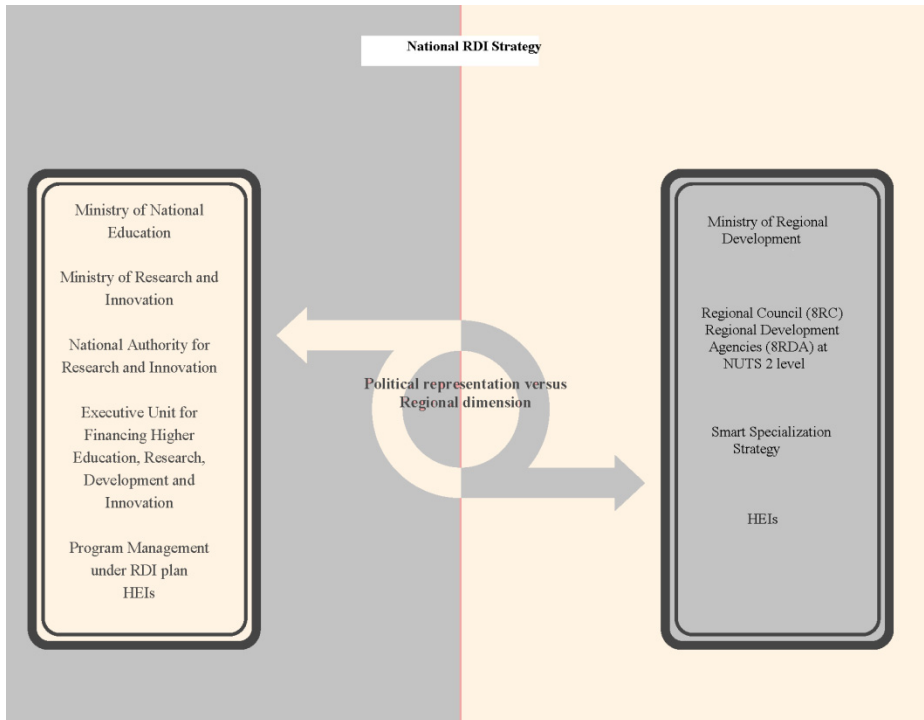 National RDI Strategy
Ministry of National
Education
Ministry of Research and
Innovation
National Authority for
Research and Innovation
Executive Unit for
Financing Higher
Education, Research,
Development and
Innovation
Program Management
under RDI plan
HEIs
Political representation versus
Regional dimension
Ministry of Regional
Development
Regional Council (8RC)
Regional Development
Agencies (8RDA) at
NUTS 2 level
Smart Specialization
Strategy
HEIs